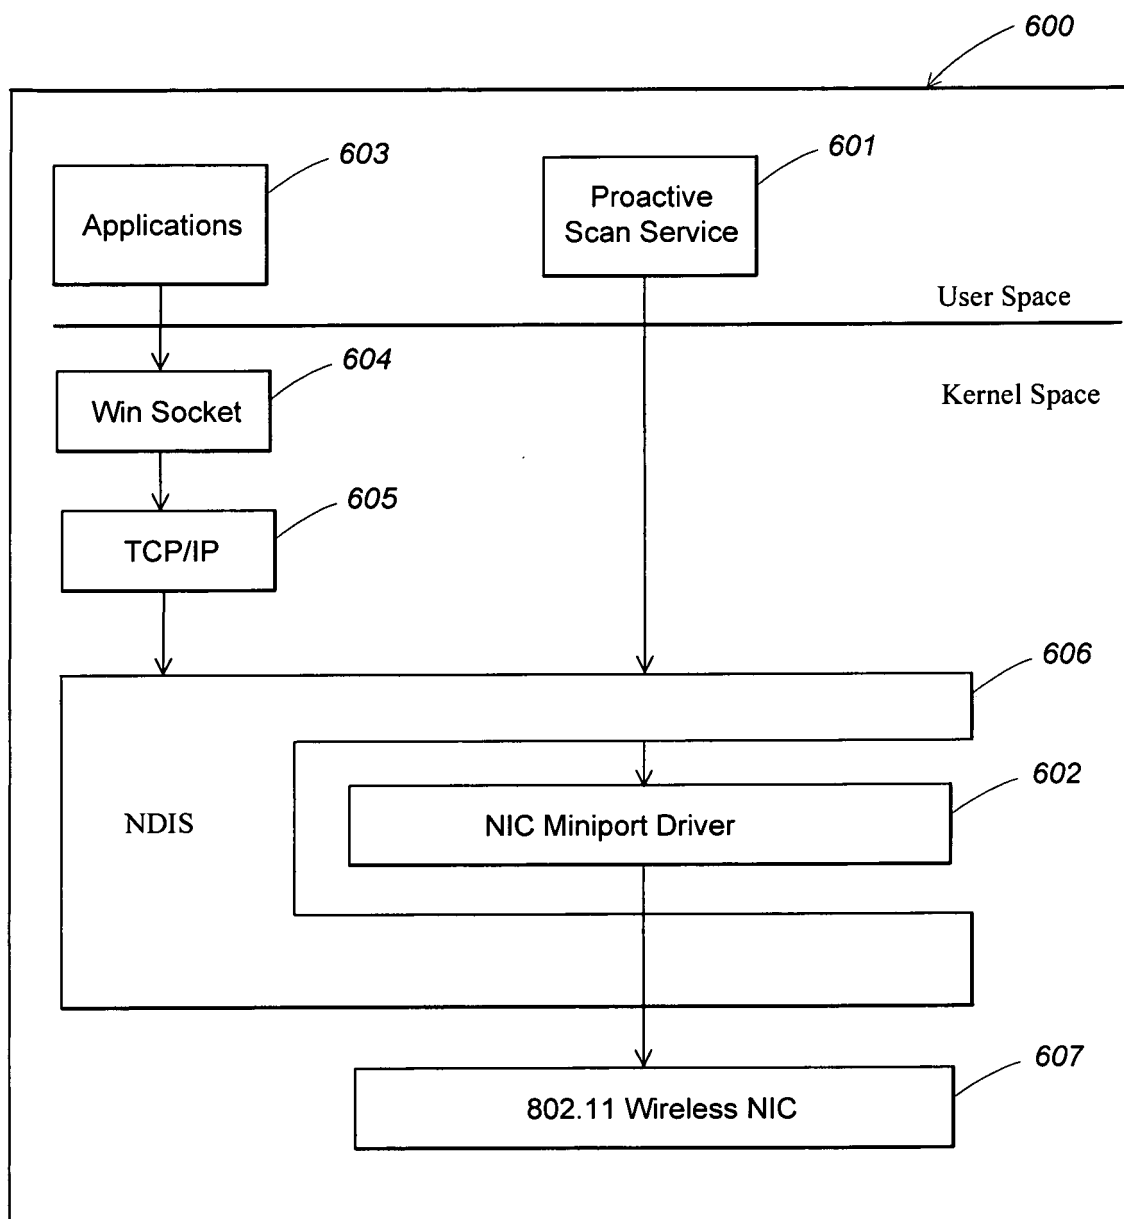 600
603
601
Applications
Proactive
Scan Service
User Space
604
Win Socket
Kernel Space
605
TCP/IP
606
602
NDIS
NIC Miniport Driver
607
802.11 Wireless NIC